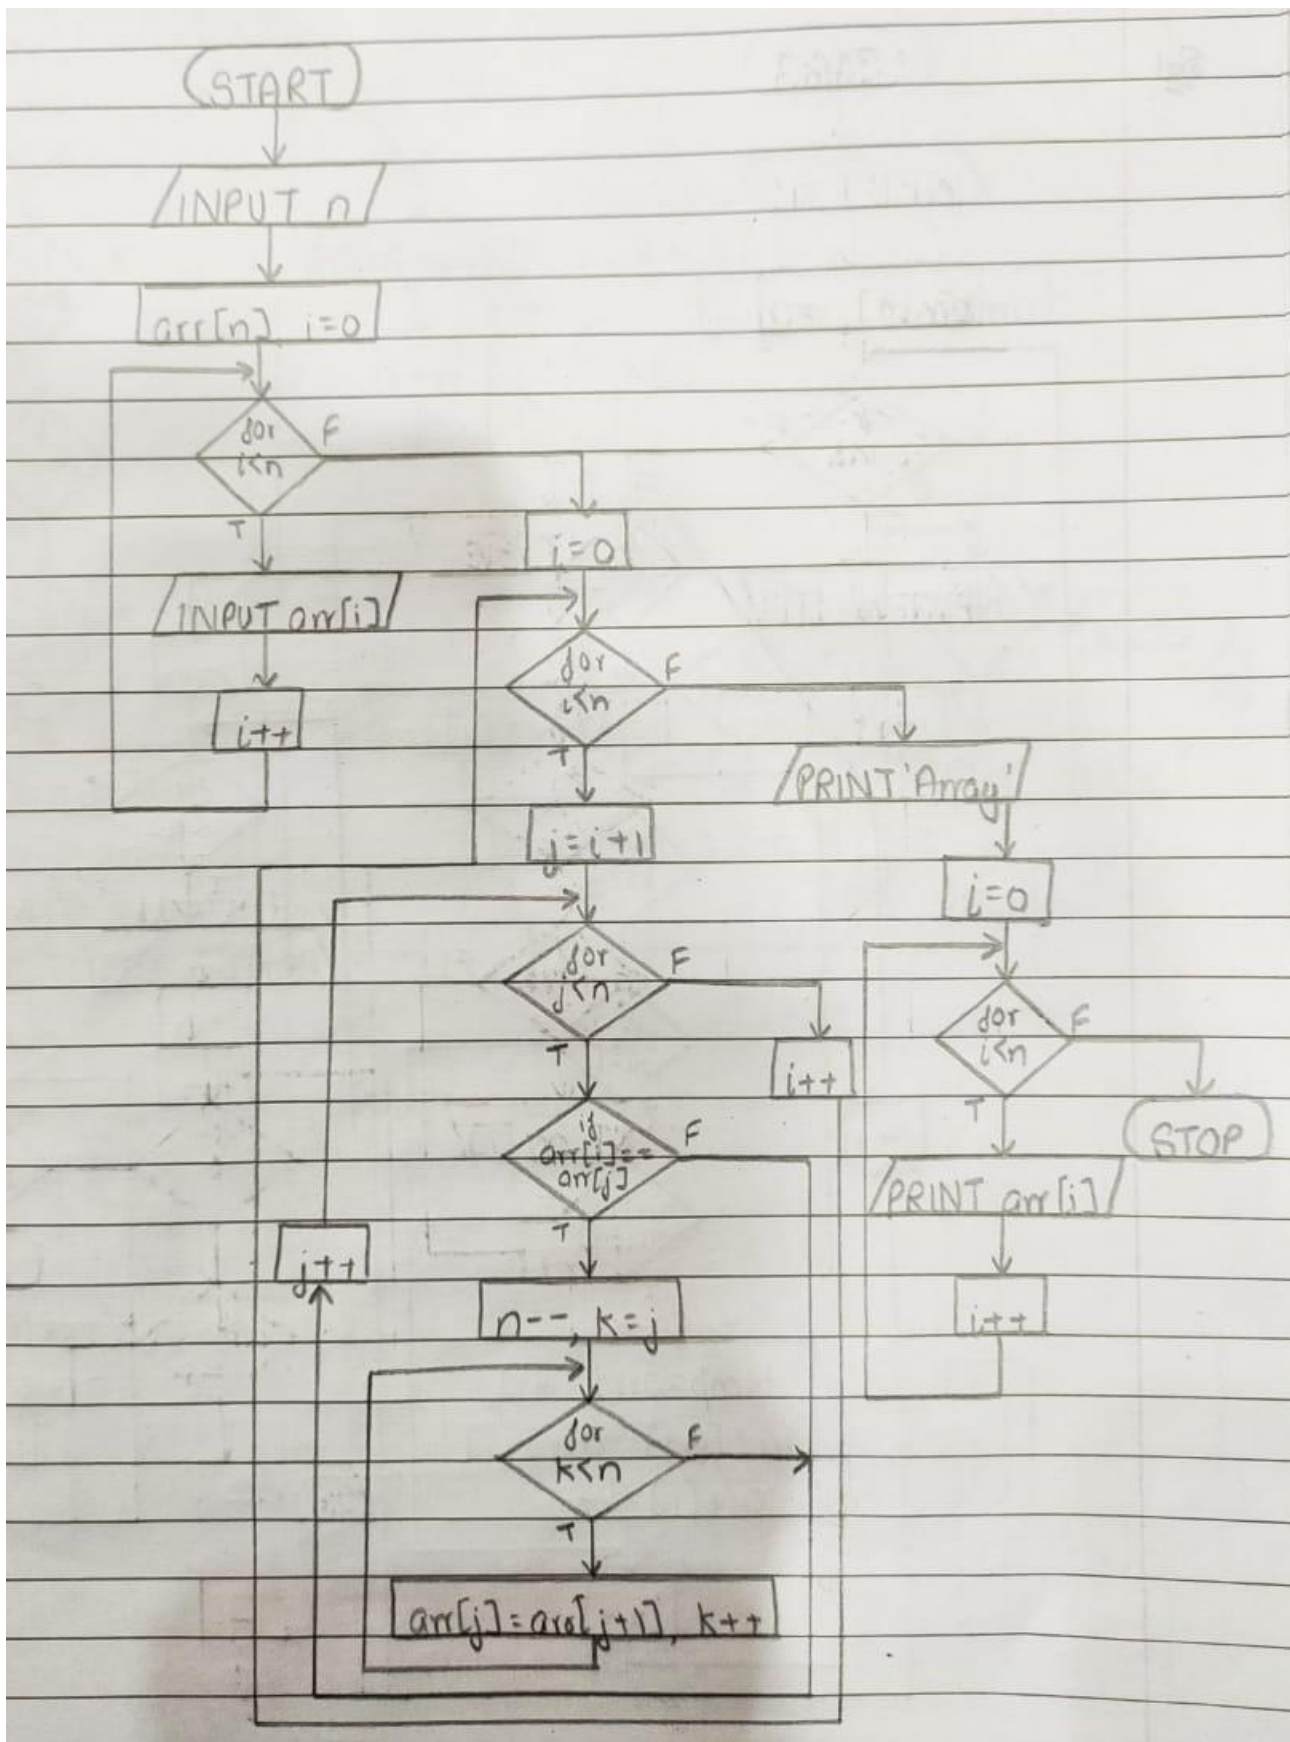 START
INPUT n
arr[n], i=0
for
i<n
F
T
INPUT arr[i]
i++
i=0
for
i<n
F
T
j=i+1
for
j<n
F
T
i++
if
arr[i]==
arr[j]
F
T
j++
n--, k=j
for
k<n
F
T
arr[j]=arr[j+1], k++
PRINT 'Array'
i=0
for
i<n
F
T
STOP
PRINT arr[i]
i++